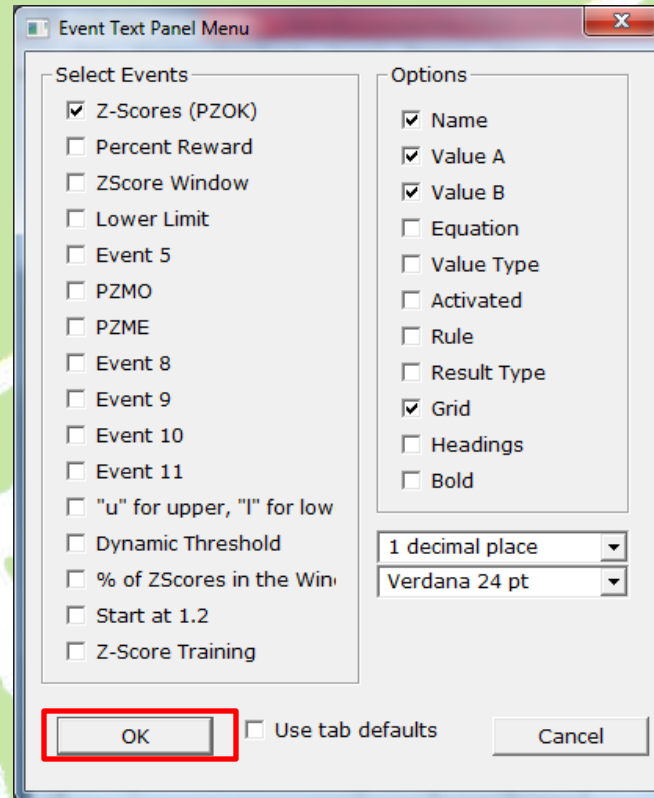 Event Text Panel Menu
Select Events
Z-Scores (PZOK)
Percent Reward
ZScore Window
Lower Limit
Event 5
PZMO
PZME
Event 8
Event 9
Event 10
Event 11
"u" for upper, "l" for low
Dynamic Threshold
% of ZScores in the Win
Start at 1.2
Z-Score Training
Options
Name
Value A
Value B
Equation
Value Type
Activated
Rule
Result Type
Grid
Headings
Bold
1 decimal place
Verdana 24 pt
OK
Use tab defaults
Cancel